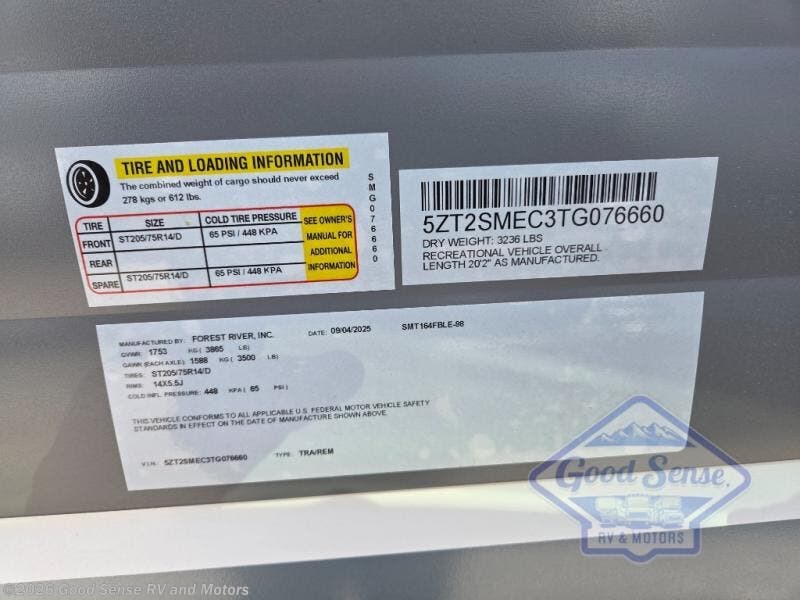 TIRE AND LOADING INFORMATION
The combined weight of cargo should never exceed
278 kgs or 612 lbs.
TIRE SIZE COLD TIRE PRESSURE SEE OWNER'S MANUAL FOR ADDITIONAL INFORMATION
FRONT ST205/75R14/D 65 PSI / 448 KPA
REAR
SPARE ST205/75R14/D 65 PSI / 448 KPA
SMG076660
5ZT2SMEC3TG076660
DRY WEIGHT: 3236 LBS
RECREATIONAL VEHICLE OVERALL
LENGTH 20'2" AS MANUFACTURED.
MANUFACTURED BY: FOREST RIVER, INC. DATE: 09/04/2025 SMT164FBLE-98
GVWR: 1753 KG ( 3865 LB)
GAWR (EACH AXLE): 1588 KG ( 3500 LB)
TIRES: ST205/75R14/D
RIMS: 14X5.5J
COLD INFL. PRESSURE: 448 KPA ( 65 PSI )
THIS VEHICLE CONFORMS TO ALL APPLICABLE U.S. FEDERAL MOTOR VEHICLE SAFETY
STANDARDS IN EFFECT ON THE DATE OF MANUFACTURE SHOWN ABOVE.
V.I.N.: 5ZT2SMEC3TG076660 TYPE: TRA/REM
Good Sense
RV & MOTORS
©2026 Good Sense RV and Motors